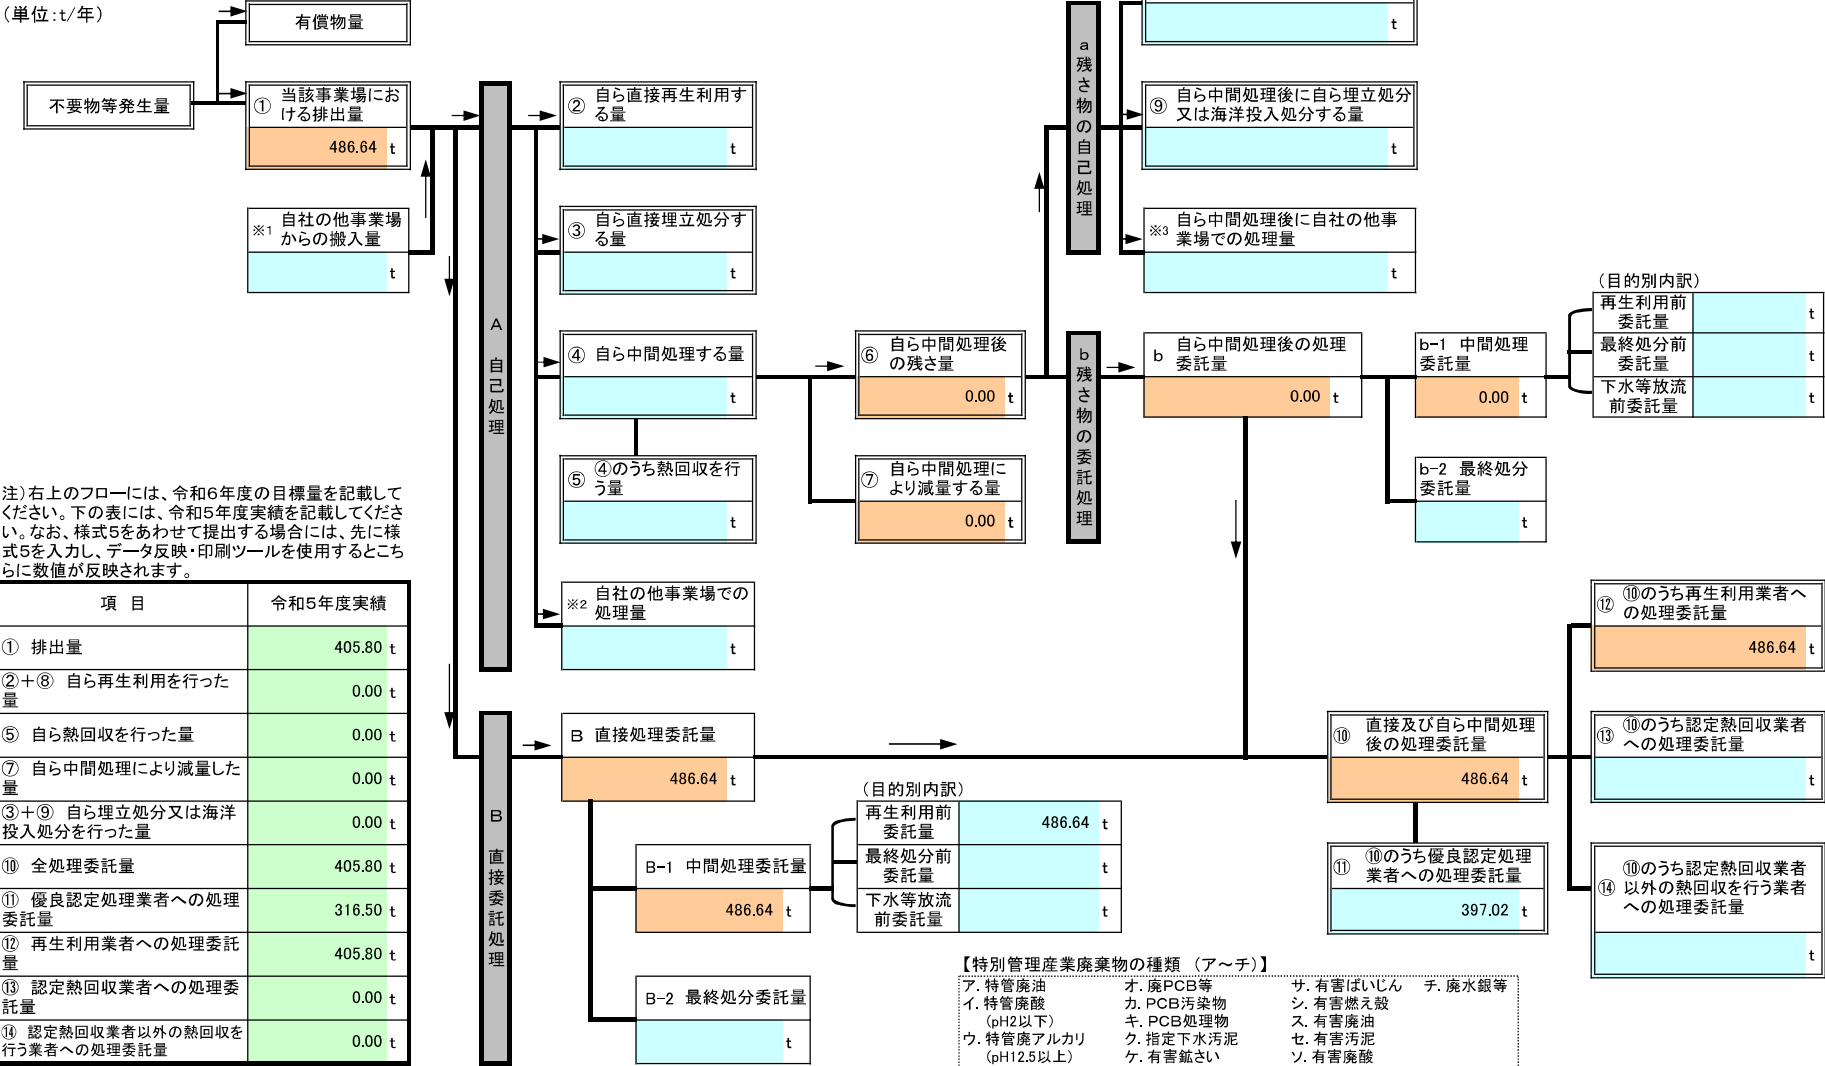 (単位:t/年)
有償物量
不要物等発生量
① 当該事業場にお
ける排出量
486.64 t
※1 自社の他事業場
からの搬入量
t
A 自己処理
② 自ら直接再生利用す
る量
t
③ 自ら直接埋立処分す
る量
t
④ 自ら中間処理する量
t
⑤ ④のうち熱回収を行
う量
t
※2 自社の他事業場での
処理量
t
⑥ 自ら中間処理後
の残さ量
0.00 t
⑦ 自ら中間処理に
より減量する量
0.00 t
a残さ物の自己処理
t
⑨ 自ら中間処理後に自ら埋立処分
又は海洋投入処分する量
t
※3 自ら中間処理後に自社の他事
業場での処理量
t
b残さ物の委託処理
b 自ら中間処理後の処理
委託量
0.00 t
b-1 中間処理
委託量
0.00 t
b-2 最終処分
委託量
t
(目的別内訳)
再生利用前
委託量
t
最終処分前
委託量
t
下水等放流
前委託量
t
注)右上のフローには、令和6年度の目標量を記載して
ください。下の表には、令和5年度実績を記載してくださ
い。なお、様式5をあわせて提出する場合には、先に様
式5を入力し、データ反映・印刷ツールを使用するとこち
らに数値が反映されます。
項 目 令和5年度実績
① 排出量 405.80 t
②+⑧ 自ら再生利用を行った
量 0.00 t
⑤ 自ら熱回収を行った量 0.00 t
⑦ 自ら中間処理により減量した
量 0.00 t
③+⑨ 自ら埋立処分又は海洋
投入処分を行った量 0.00 t
⑩ 全処理委託量 405.80 t
⑪ 優良認定処理業者への処理
委託量 316.50 t
⑫ 再生利用業者への処理委託
量 405.80 t
⑬ 認定熱回収業者への処理委
託量 0.00 t
⑭ 認定熱回収業者以外の熱回収を
行う業者への処理委託量 0.00 t
B 直接委託処理
B 直接処理委託量
486.64 t
B-1 中間処理委託量
486.64 t
B-2 最終処分委託量
t
(目的別内訳)
再生利用前
委託量
486.64 t
最終処分前
委託量
t
下水等放流
前委託量
t
⑩ 直接及び自ら中間処理
後の処理委託量
486.64 t
⑪ ⑩のうち優良認定処理
業者への処理委託量
397.02 t
⑫ ⑩のうち再生利用業者へ
の処理委託量
486.64 t
⑬ ⑩のうち認定熱回収業者
への処理委託量
t
⑭ ⑩のうち認定熱回収業者
以外の熱回収を行う業者
への処理委託量
t
【特別管理産業廃棄物の種類 (ア~チ)】
ア. 特管廃油 オ. 廃PCB等 サ. 有害ばいじん チ. 廃水銀等
イ. 特管廃酸 カ. PCB汚染物 シ. 有害燃え殻
(pH2以下) キ. PCB処理物 ス. 有害廃油
ウ. 特管廃アルカリ ク. 指定下水汚泥 セ. 有害汚泥
(pH12.5以上) ケ. 有害鉱さい ソ. 有害廃酸